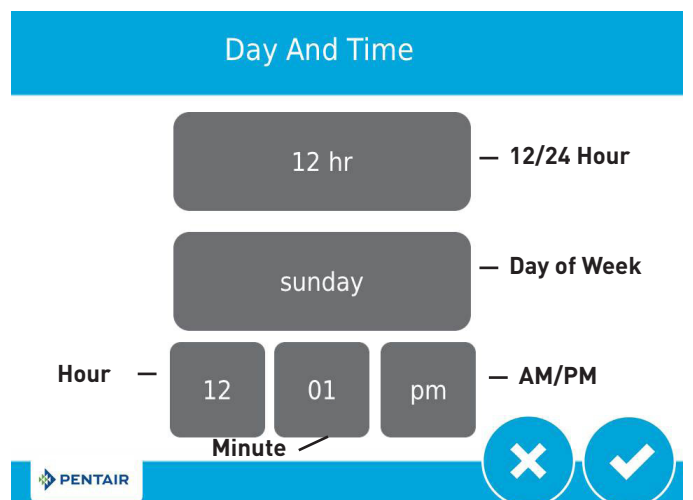 Day And Time
12 hr
— 12/24 Hour
sunday
— Day of Week
Hour —
12
01
pm
— AM/PM
Minute
PENTAIR